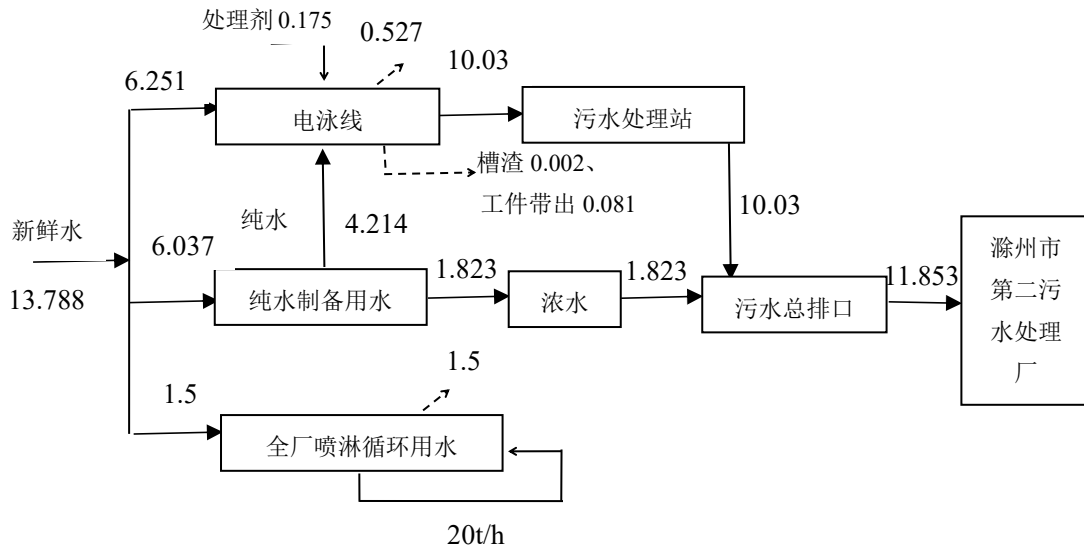 处理剂 0.175
0.527
10.03
6.251
电泳线
污水处理站
槽渣 0.002、
工件带出 0.081
10.03
纯水
4.214
新鲜水
13.788
6.037
纯水制备用水
1.823
浓水
1.823
污水总排口
11.853
滁州市
第二污
水处理
厂
1.5
1.5
全厂喷淋循环用水
20t/h